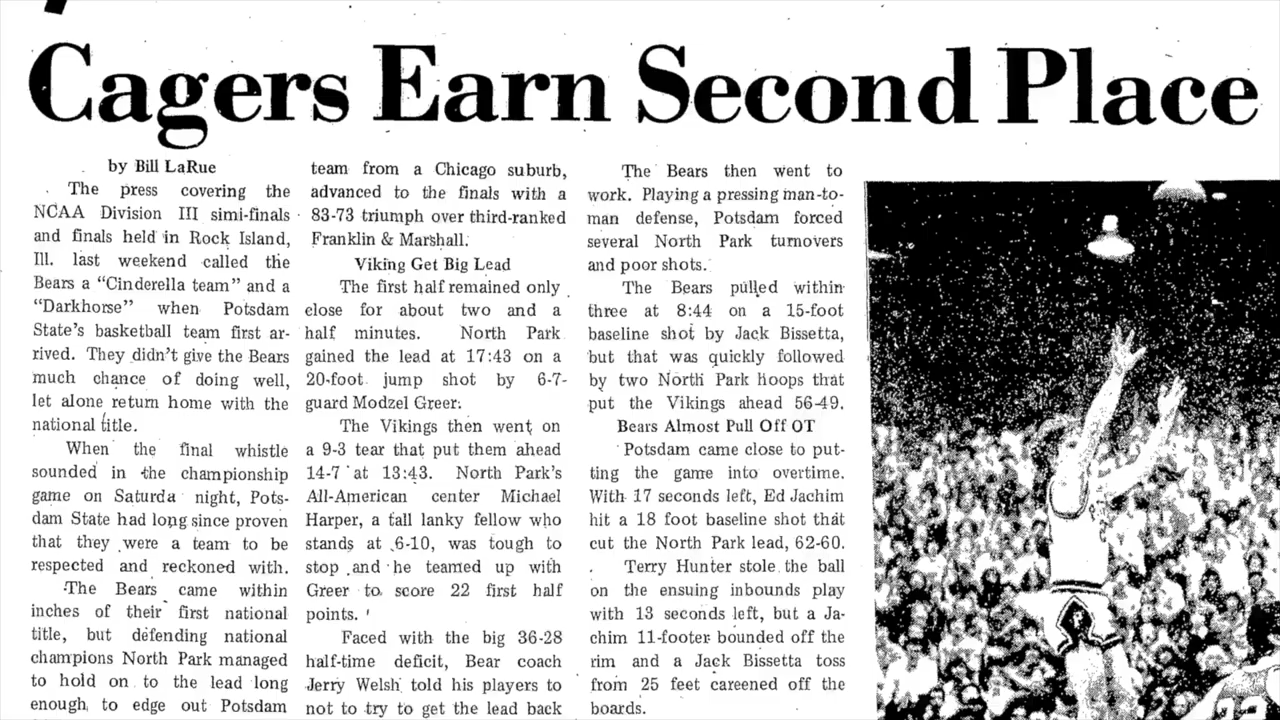 Cagers Earn Second Place
by Bill LaRue
The press covering the
NCAA Division III simi-finals
and finals held in Rock Island,
Ill. last weekend called the
Bears a “Cinderella team” and a
“Darkhorse” when Potsdam
State’s basketball team first ar-
rived. They didn’t give the Bears
much chance of doing well,
let alone return home with the
national title.
When the final whistle
sounded in the championship
game on Saturda night, Pots-
dam State had long since proven
that they were a team to be
respected and reckoned with.
The Bears came within
inches of their first national
title, but defending national
champions North Park managed
to hold on to the lead long
enough to edge out Potsdam
team from a Chicago suburb,
advanced to the finals with a
83-73 triumph over third-ranked
Franklin & Marshall.
Viking Get Big Lead
The first half remained only
close for about two and a
half minutes. North Park
gained the lead at 17:43 on a
20-foot jump shot by 6-7-
guard Modzel Greer.
The Vikings then went on
a 9-3 tear that put them ahead
14-7 at 13:43. North Park’s
All-American center Michael
Harper, a tall lanky fellow who
stands at 6-10, was tough to
stop and he teamed up with
Greer to score 22 first half
points.
Faced with the big 36-28
half-time deficit, Bear coach
Jerry Welsh told his players to
not to try to get the lead back
The Bears then went to
work. Playing a pressing man-to-
man defense, Potsdam forced
several North Park turnovers
and poor shots.
The Bears pulled within
three at 8:44 on a 15-foot
baseline shot by Jack Bissetta,
but that was quickly followed
by two North Park hoops that
put the Vikings ahead 56-49.
Bears Almost Pull Off OT
Potsdam came close to put-
ting the game into overtime.
With 17 seconds left, Ed Jachim
hit a 18 foot baseline shot that
cut the North Park lead, 62-60.
Terry Hunter stole the ball
on the ensuing inbounds play
with 13 seconds left, but a Ja-
chim 11-footer bounded off the
rim and a Jack Bissetta toss
from 25 feet careened off the
boards.